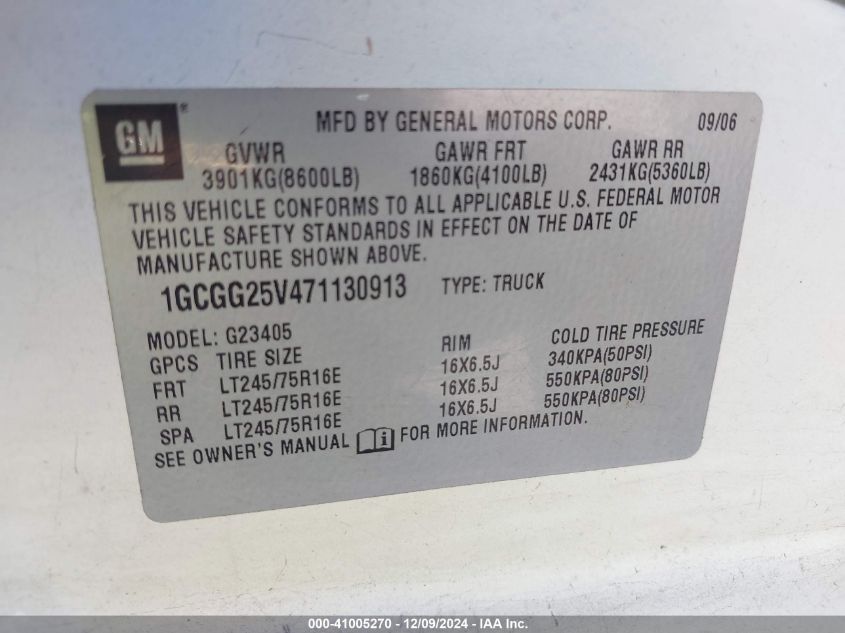 GM® MFD BY GENERAL MOTORS CORP. 09/06
GVWR GAWR FRT GAWR RR
3901KG(8600LB) 1860KG(4100LB) 2431KG(5360LB)
THIS VEHICLE CONFORMS TO ALL APPLICABLE U.S. FEDERAL MOTOR
VEHICLE SAFETY STANDARDS IN EFFECT ON THE DATE OF
MANUFACTURE SHOWN ABOVE.
1GCGG25V471130913 TYPE: TRUCK
MODEL: G23405
GPCS TIRE SIZE RIM COLD TIRE PRESSURE
FRT LT245/75R16E 16X6.5J 340KPA(50PSI)
RR LT245/75R16E 16X6.5J 550KPA(80PSI)
SPA LT245/75R16E 16X6.5J 550KPA(80PSI)
SEE OWNER'S MANUAL i FOR MORE INFORMATION.
000-41005270 - 12/09/2024 - IAA Inc.